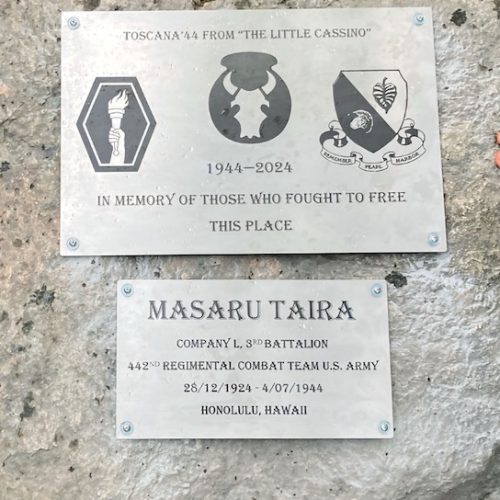 TOSCANA'44 FROM "THE LITTLE CASSINO"
REMEMBER PEARL HARBOR
1944–2024
IN MEMORY OF THOSE WHO FOUGHT TO FREE
THIS PLACE
MASARU TAIRA
COMPANY L, 3RD BATTALION
442ND REGIMENTAL COMBAT TEAM U.S. ARMY
28/12/1924 - 4/07/1944
HONOLULU, HAWAII